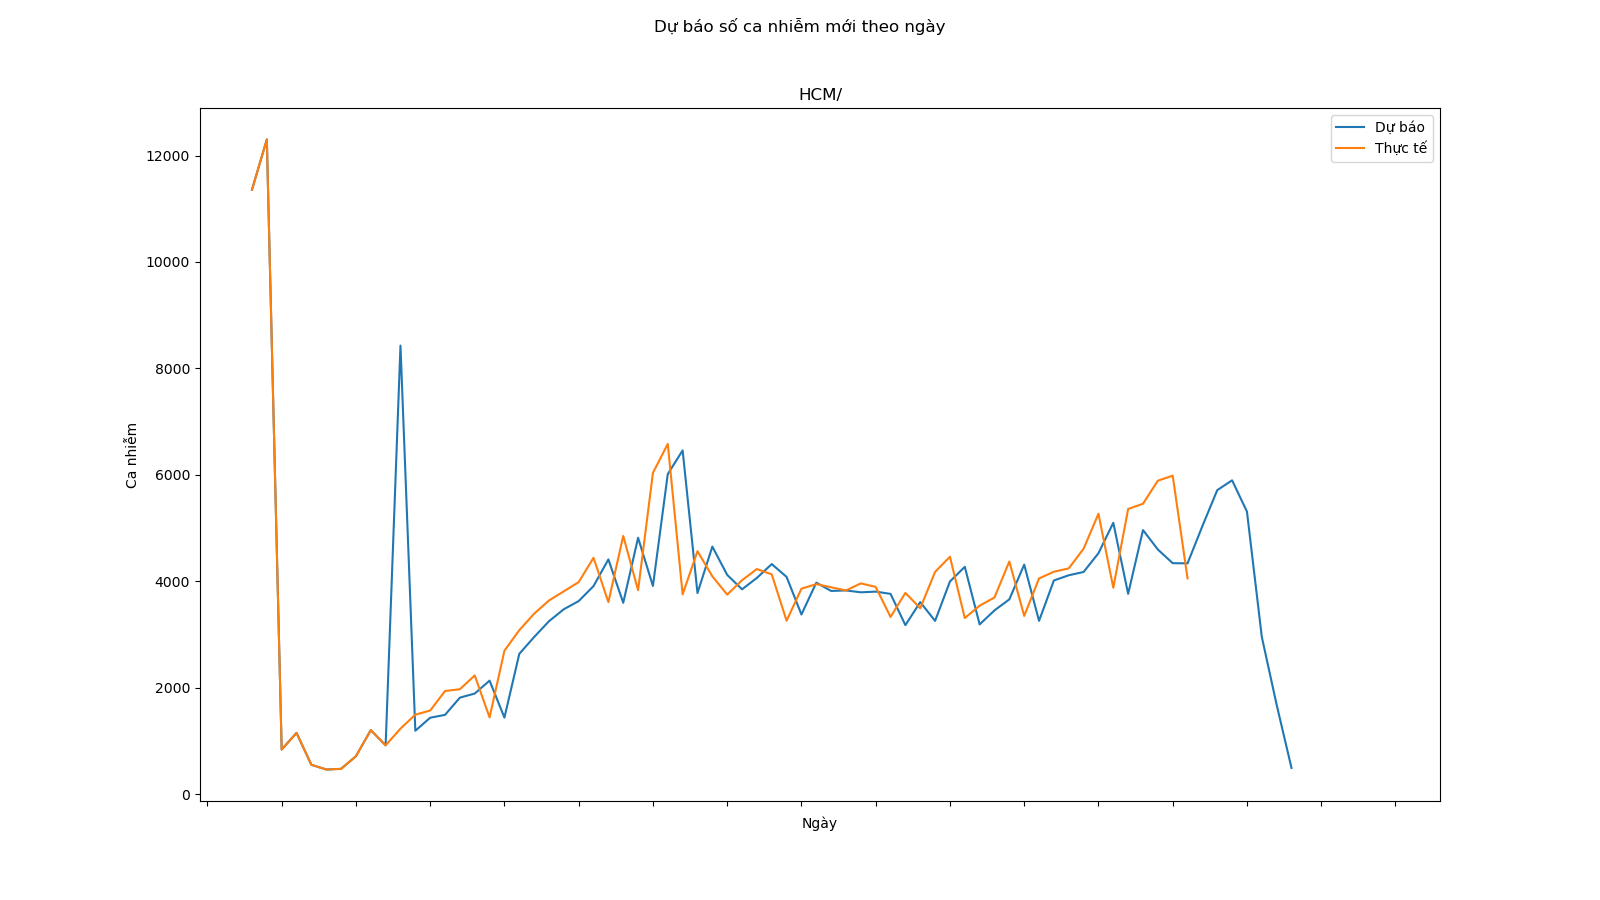 Dự báo số ca nhiễm mới theo ngày
HCM/
Dự báo
Thực tế
12000
10000
8000
6000
4000
2000
0
Ca nhiễm
Ngày